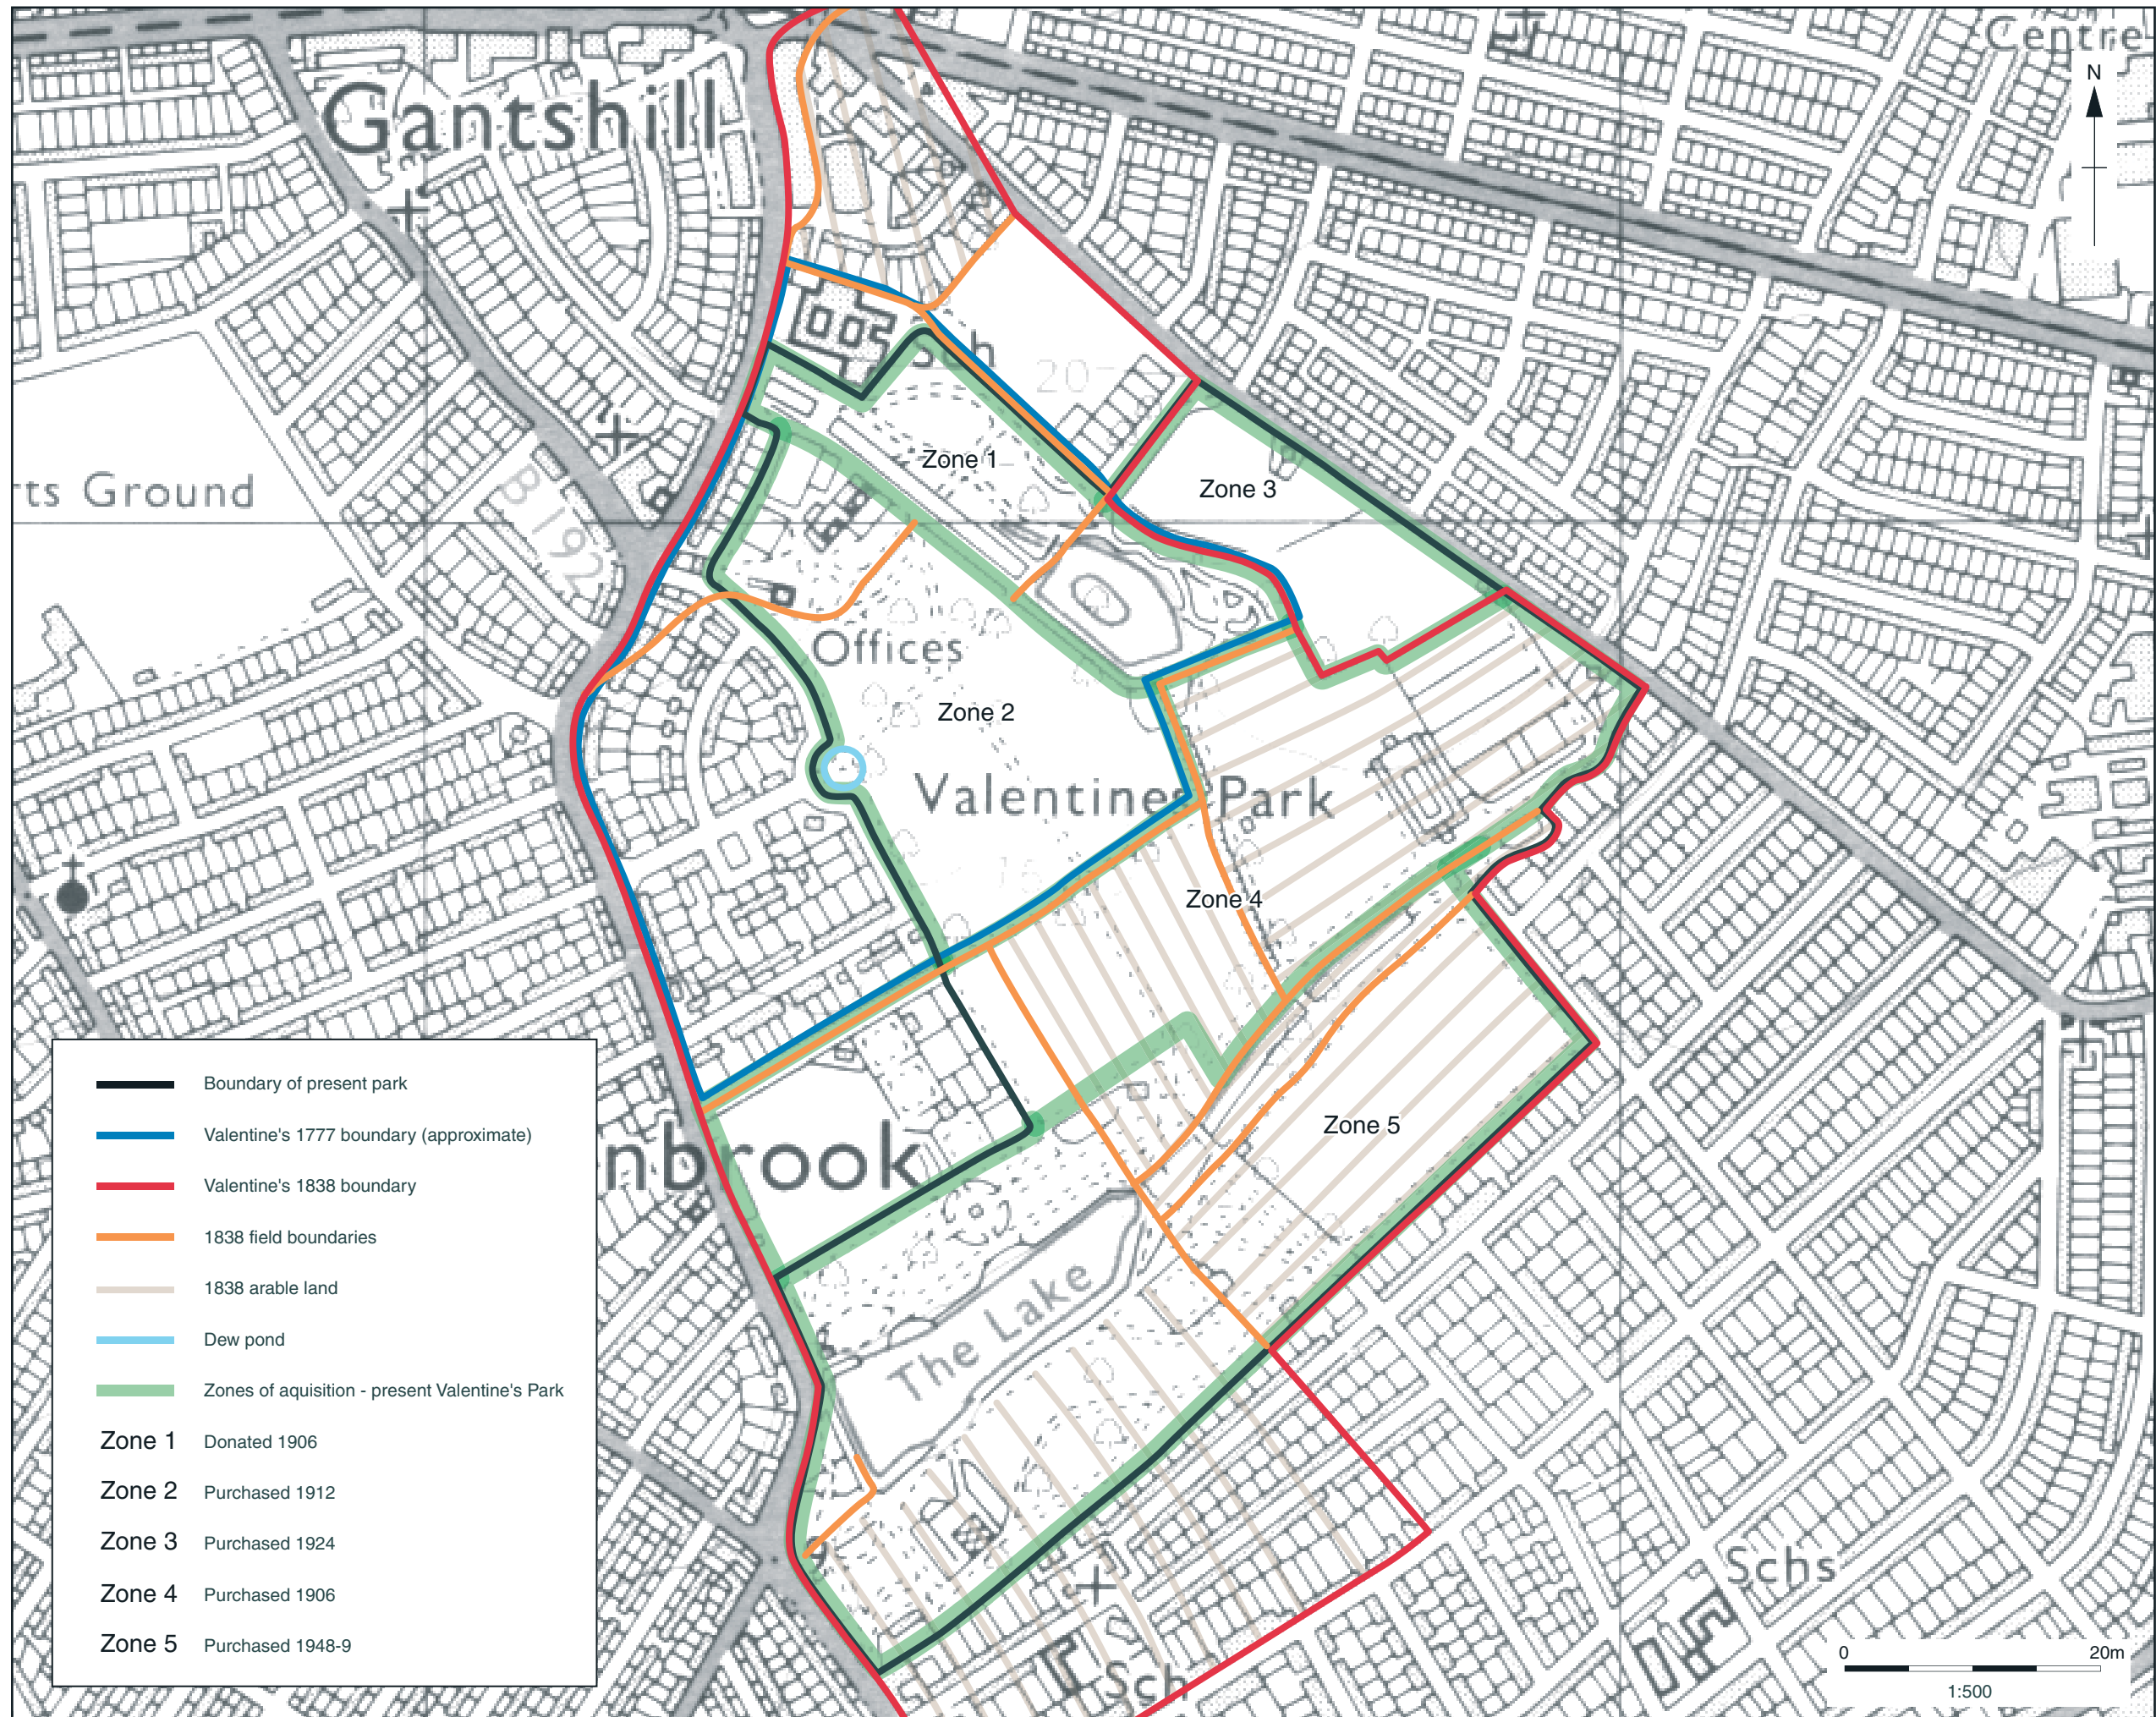 Centre
N
Gantshill
Sch
20
Zone 1
Zone 3
rts Ground
B192
Offices
Zone 2
Valentines Park
16
Zone 4
Zone 5
nbrook
The Lake
Schs
Sch
Boundary of present park
Valentine's 1777 boundary (approximate)
Valentine's 1838 boundary
1838 field boundaries
1838 arable land
Dew pond
Zones of aquisition - present Valentine's Park
Zone 1 Donated 1906
Zone 2 Purchased 1912
Zone 3 Purchased 1924
Zone 4 Purchased 1906
Zone 5 Purchased 1948-9
0 20m
1:500